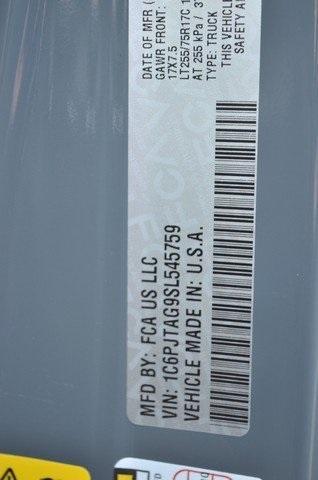 DATE OF MFR
GAWR FRONT:
17X7.5
LT255/75R17C
AT 255 kPa /
TYPE: TRUCK
THIS VEHICLE
SAFETY AN
MFD BY: FCA US LLC
VIN: 1C6PJTAG9SL545759
VEHICLE MADE IN: U.S.A.